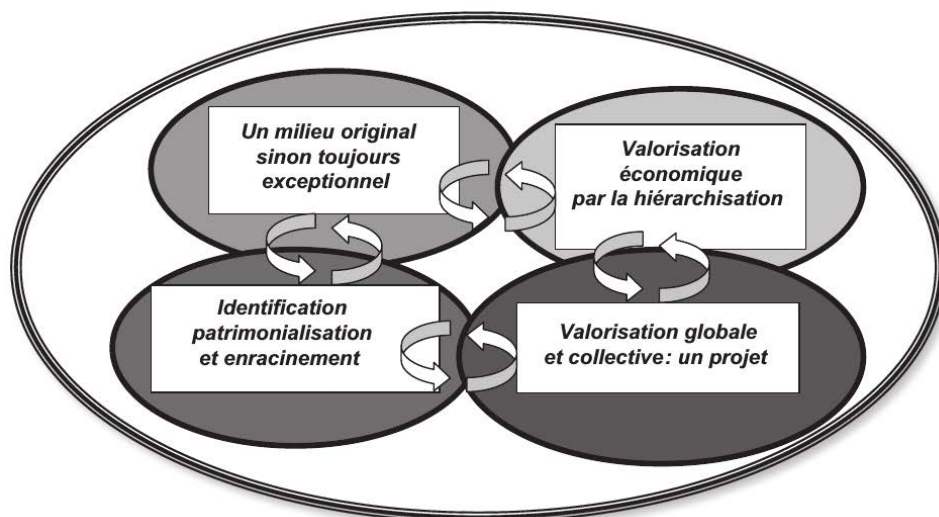 Un milieu original
sinon toujours
exceptionnel
Valorisation
économique
par la hiérarchisation
Identification
patrimonialisation
et enracinement
Valorisation globale
et collective : un projet